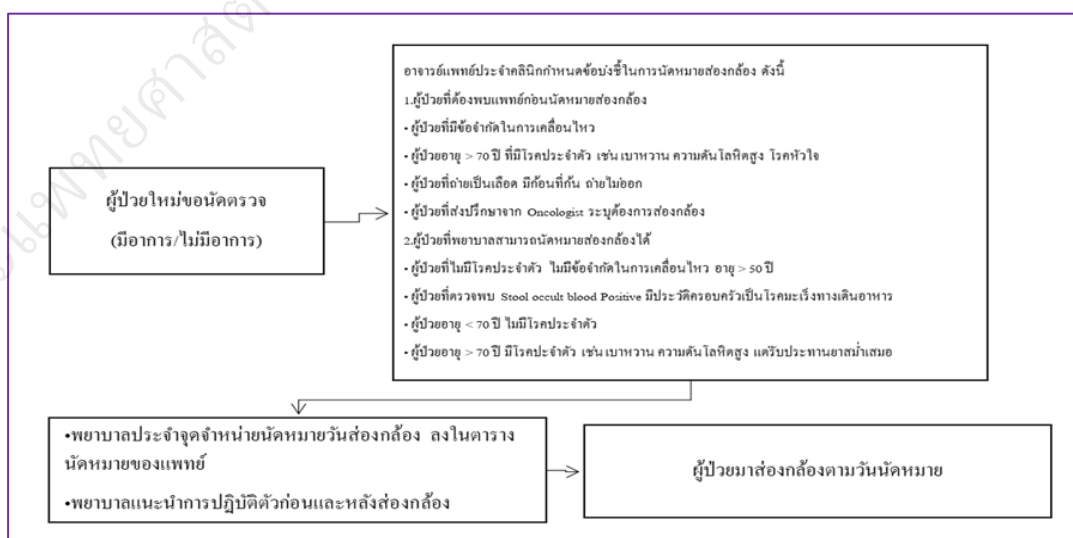 อาจารย์แพทย์ประจำคลินิกกำหนดข้อบ่งชี้ในการนัดหมายส่องกล้อง ดังนี้
1.ผู้ป่วยที่ต้องพบแพทย์ก่อนนัดหมายส่องกล้อง
• ผู้ป่วยที่มีข้อจำกัดในการเคลื่อนไหว
• ผู้ป่วยอายุ > 70 ปี ที่มีโรคประจำตัว เช่น เบาหวาน ความดันโลหิตสูง โรคหัวใจ
• ผู้ป่วยที่ถ่ายเป็นเลือด มีก้อนที่ก้น ถ่ายไม่ออก
• ผู้ป่วยที่ส่งปรึกษาจาก Oncologist ระบุต้องการส่องกล้อง
2.ผู้ป่วยที่พยาบาลสามารถนัดหมายส่องกล้องได้
• ผู้ป่วยที่ไม่มีโรคประจำตัว ไม่มีข้อจำกัดในการเคลื่อนไหว อายุ > 50 ปี
• ผู้ป่วยที่ตรวจพบ Stool occult blood Positive มีประวัติครอบครัวเป็นโรคมะเร็งทางเดินอาหาร
• ผู้ป่วยอายุ < 70 ปี ไม่มีโรคประจำตัว
• ผู้ป่วยอายุ > 70 ปี มีโรคปะจำตัว เช่น เบาหวาน ความดันโลหิตสูง แต่รับประทานยาสม่ำเสมอ
ผู้ป่วยใหม่ขอนัดตรวจ
(มีอาการ/ไม่มีอาการ)
•พยาบาลประจำจุดจำหน่ายนัดหมายวันส่องกล้อง ลงในตาราง
นัดหมายของแพทย์
•พยาบาลแนะนำการปฏิบัติตัวก่อนและหลังส่องกล้อง
ผู้ป่วยมาส่องกล้องตามวันนัดหมาย